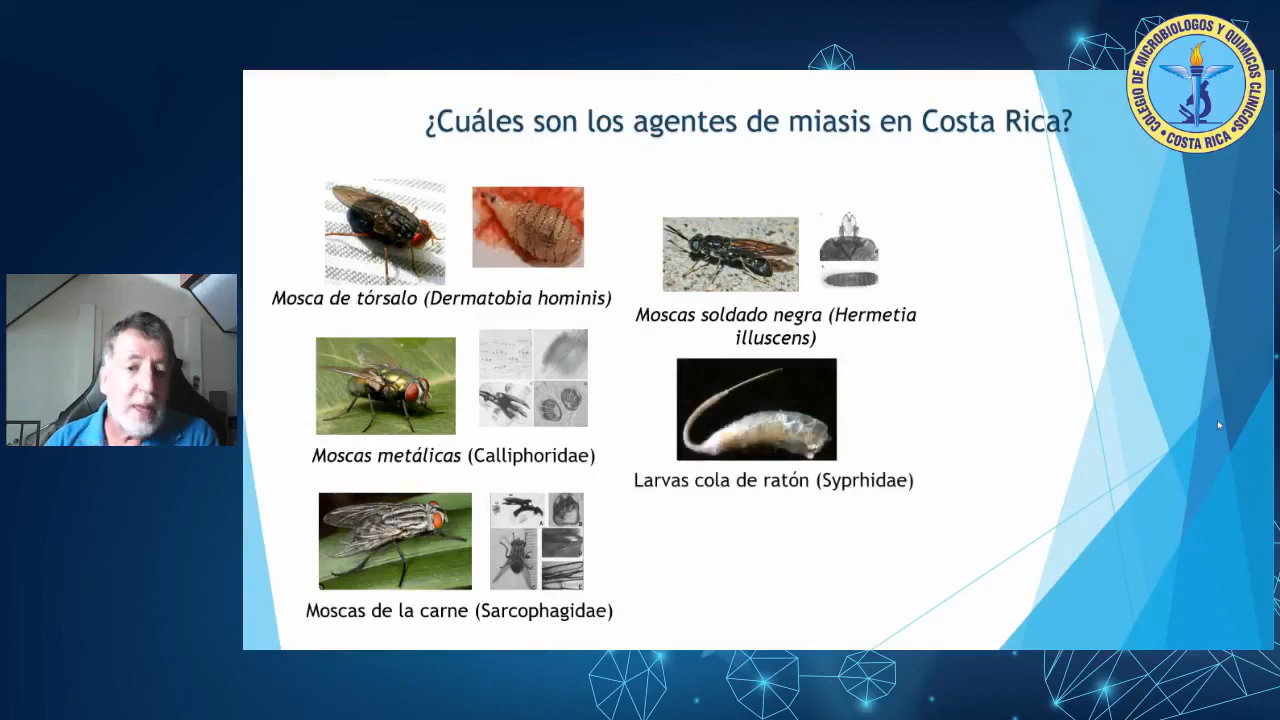 ¿Cuáles son los agentes de miasis en Costa Rica?
Mosca de tórsalo (Dermatobia hominis)
Moscas metálicas (Calliphoridae)
Moscas de la carne (Sarcophagidae)
Moscas soldado negra (Hermetia
illuscens)
Larvas cola de ratón (Syprhidae)
COLEGIO DE MICROBIOLOGOS Y QUIMICOS CLINICOS
• COSTA RICA •